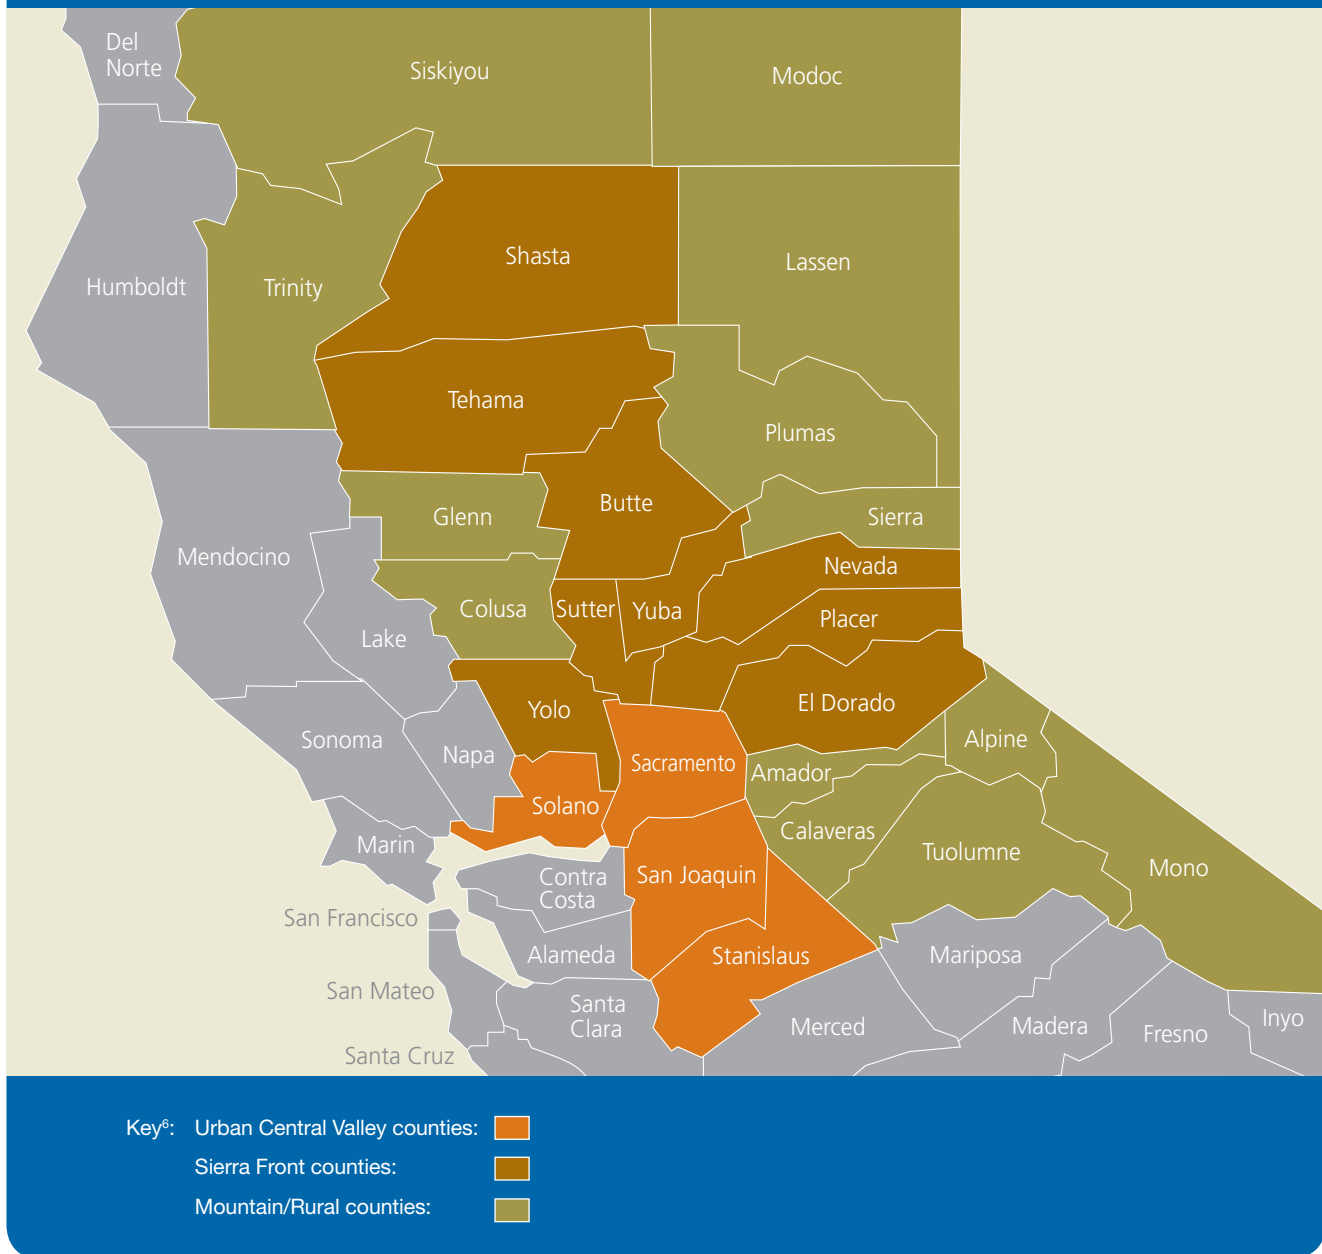 Del
Norte
Siskiyou
Modoc
Shasta
Lassen
Humboldt
Trinity
Tehama
Plumas
Butte
Glenn
Sierra
Mendocino
Nevada
Colusa
Sutter
Yuba
Placer
Lake
El Dorado
Yolo
Sonoma
Napa
Alpine
Sacramento
Amador
Solano
Calaveras
Marin
Tuolumne
Mono
Contra
Costa
San Joaquin
San Francisco
Alameda
Stanislaus
Mariposa
San Mateo
Santa
Clara
Merced
Madera
Fresno
Inyo
Santa Cruz
Key⁶: Urban Central Valley counties:
Sierra Front counties:
Mountain/Rural counties: